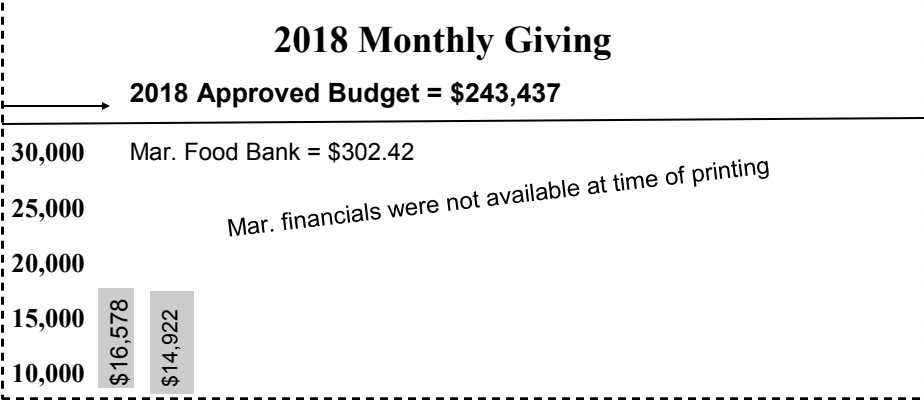 2018 Monthly Giving
2018 Approved Budget = $243,437
30,000
Mar. Food Bank = $302.42
Mar. financials were not available at time of printing
25,000
20,000
15,000
10,000
$16,578
$14,922